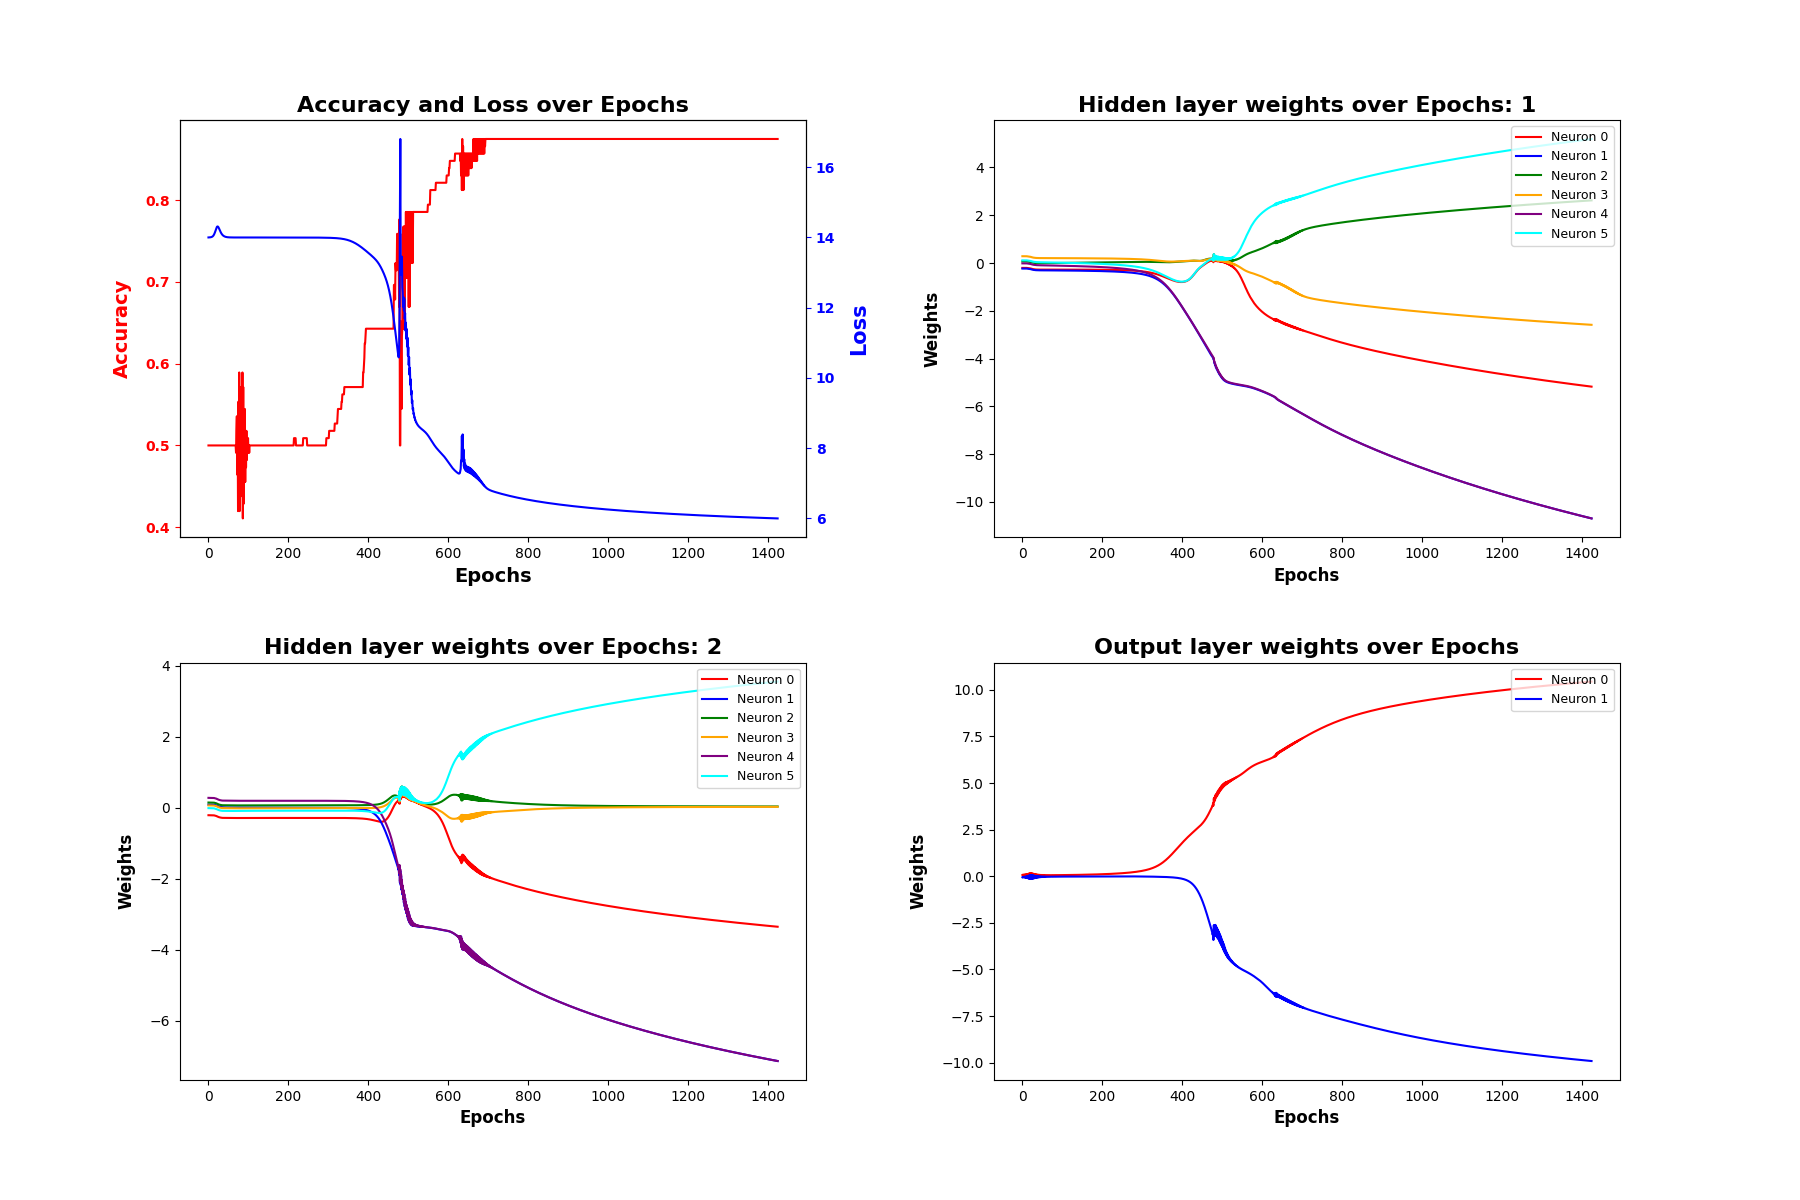 Accuracy and Loss over Epochs
Accuracy
0.8
0.7
0.6
0.5
0.4
16
14
12
10
8
6
Loss
0 200 400 600 800 1000 1200 1400
Epochs
Hidden layer weights over Epochs: 1
Weights
4
2
0
−2
−4
−6
−8
−10
Neuron 0
Neuron 1
Neuron 2
Neuron 3
Neuron 4
Neuron 5
0 200 400 600 800 1000 1200 1400
Epochs
Hidden layer weights over Epochs: 2
Weights
4
2
0
−2
−4
−6
Neuron 0
Neuron 1
Neuron 2
Neuron 3
Neuron 4
Neuron 5
0 200 400 600 800 1000 1200 1400
Epochs
Output layer weights over Epochs
Weights
10.0
7.5
5.0
2.5
0.0
−2.5
−5.0
−7.5
−10.0
Neuron 0
Neuron 1
0 200 400 600 800 1000 1200 1400
Epochs